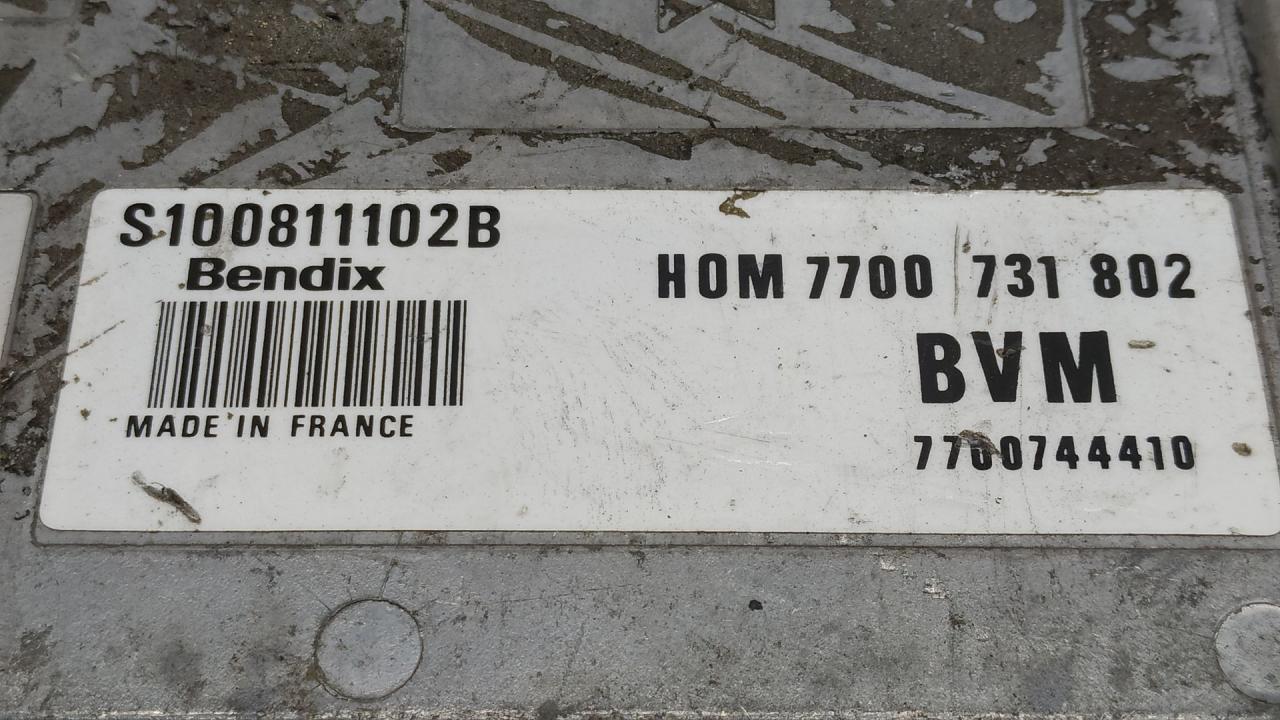 S100811102B
Bendix
MADE IN FRANCE
HOM 7700 731 802
BVM
7700744410